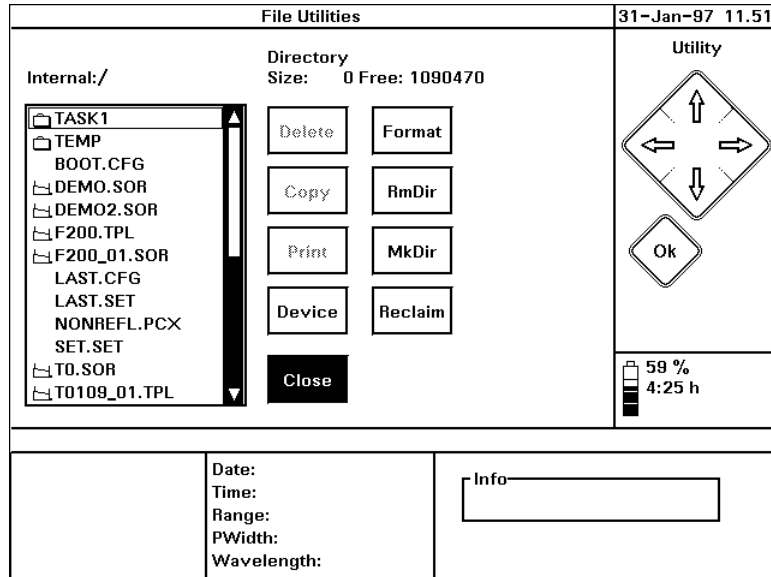 File Utilities
31-Jan-97 11.51
Internal:/
Directory
Size: 0 Free: 1090470
TASK1
TEMP
BOOT.CFG
DEMO.SOR
DEMO2.SOR
F200.TPL
F200_01.SOR
LAST.CFG
LAST.SET
NONREFL.PCX
SET.SET
T0.SOR
T0109_01.TPL
Delete
Format
Copy
RmDir
Print
MkDir
Device
Reclaim
Close
Utility
Ok
59 %
4:25 h
Date:
Time:
Range:
PWidth:
Wavelength:
Info